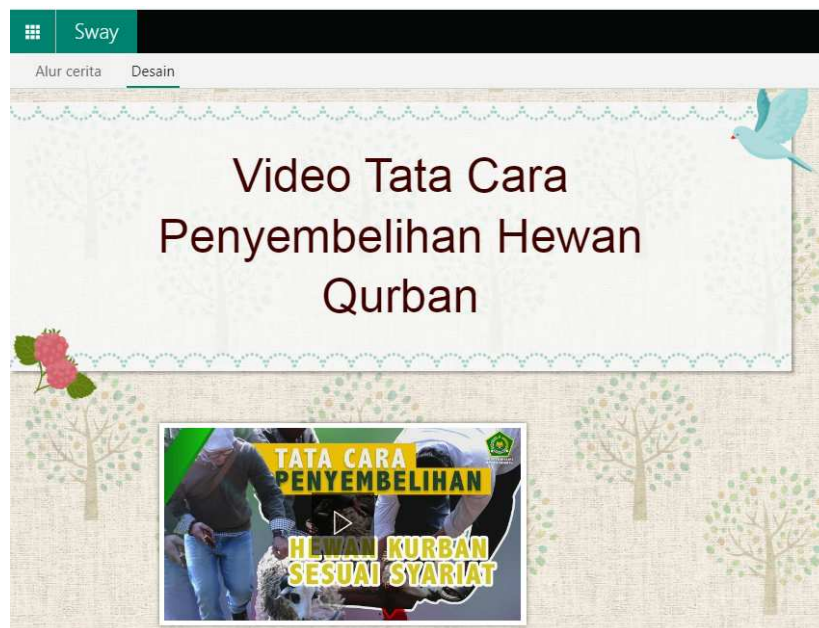 Sway
Alur cerita Desain
Video Tata Cara
Penyembelihan Hewan
Qurban
TATA CARA
PENYEMBELIHAN
HEWAN KURBAN
SESUAI SYARIAT